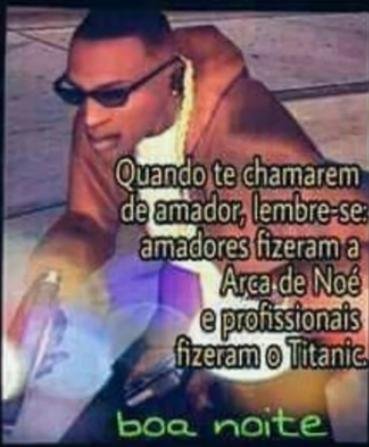 Quando te chamarem
de amador, lembre-se:
amadores fizeram a
Arca de Noé
e profissionais
fizeram o Titanic.
boa noite